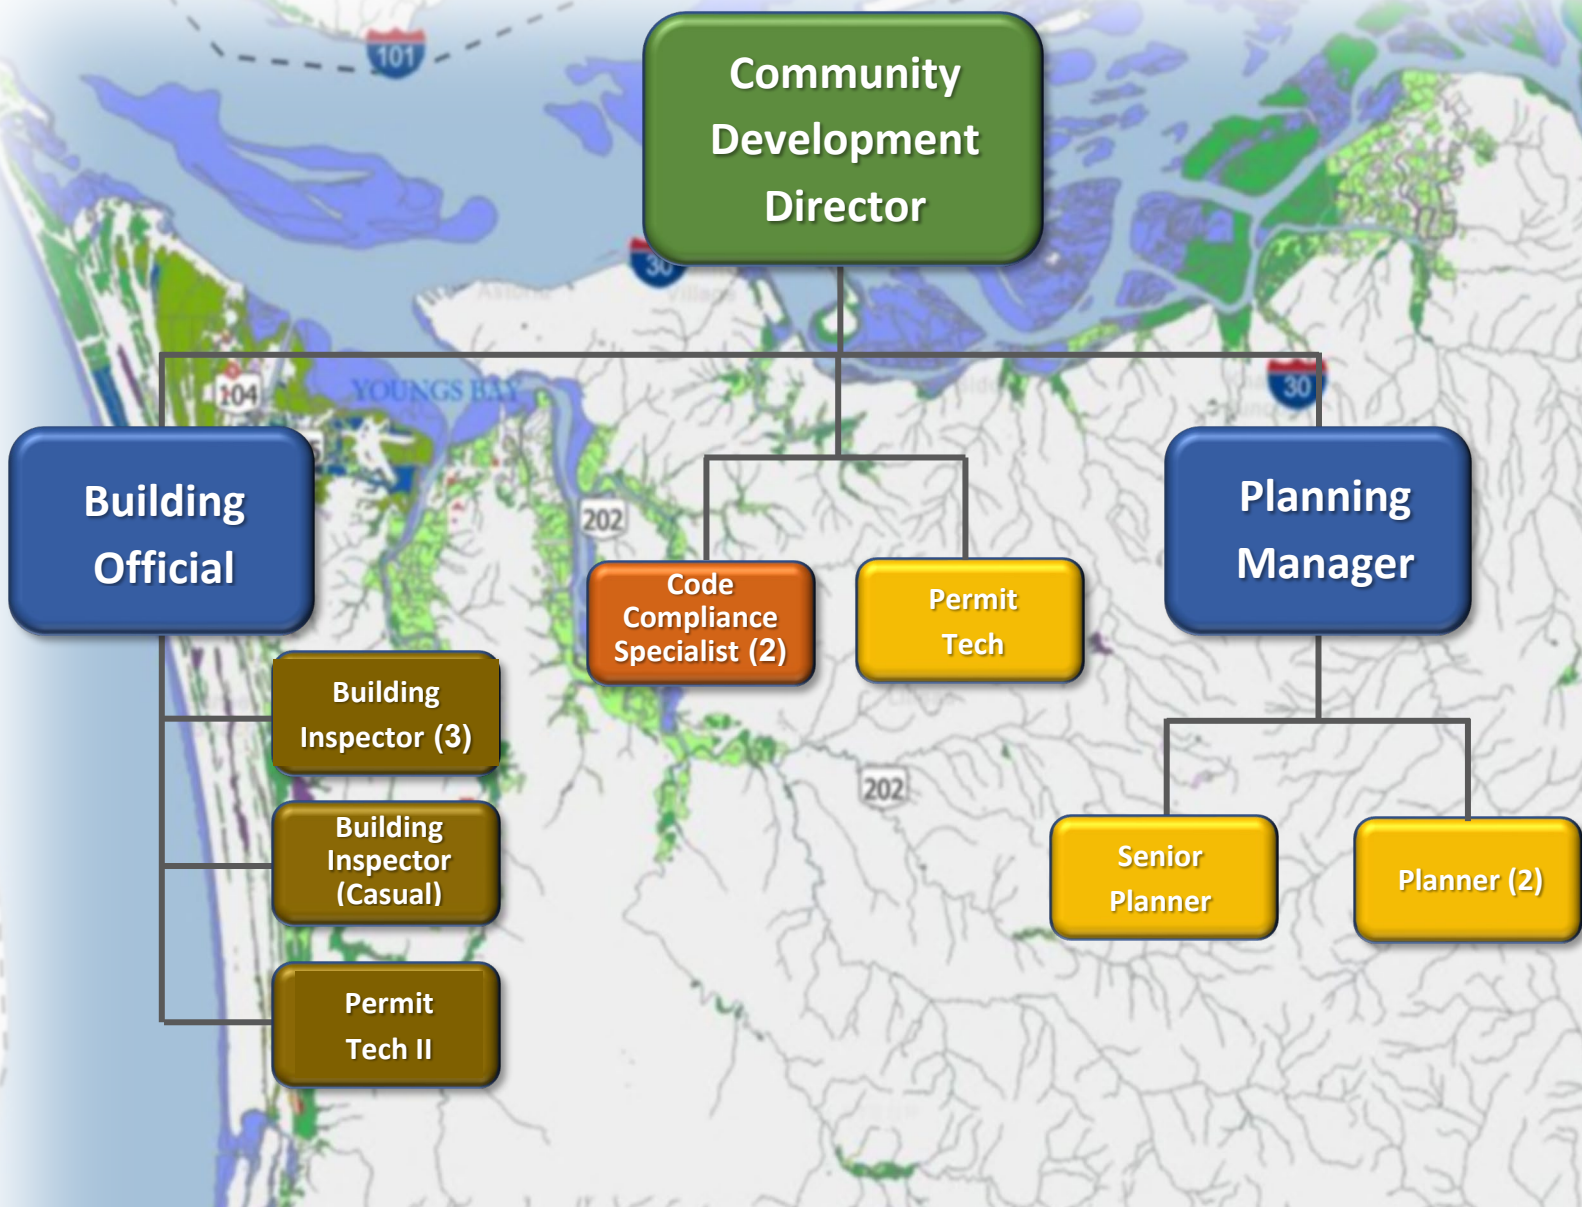 101
Community
Development
Director
30
104
YOUNGS BAY
30
Building
Official
202
Planning
Manager
Code
Compliance
Specialist (2)
Permit
Tech
Building
Inspector (3)
202
Building
Inspector
(Casual)
Senior
Planner
Planner (2)
Permit
Tech II